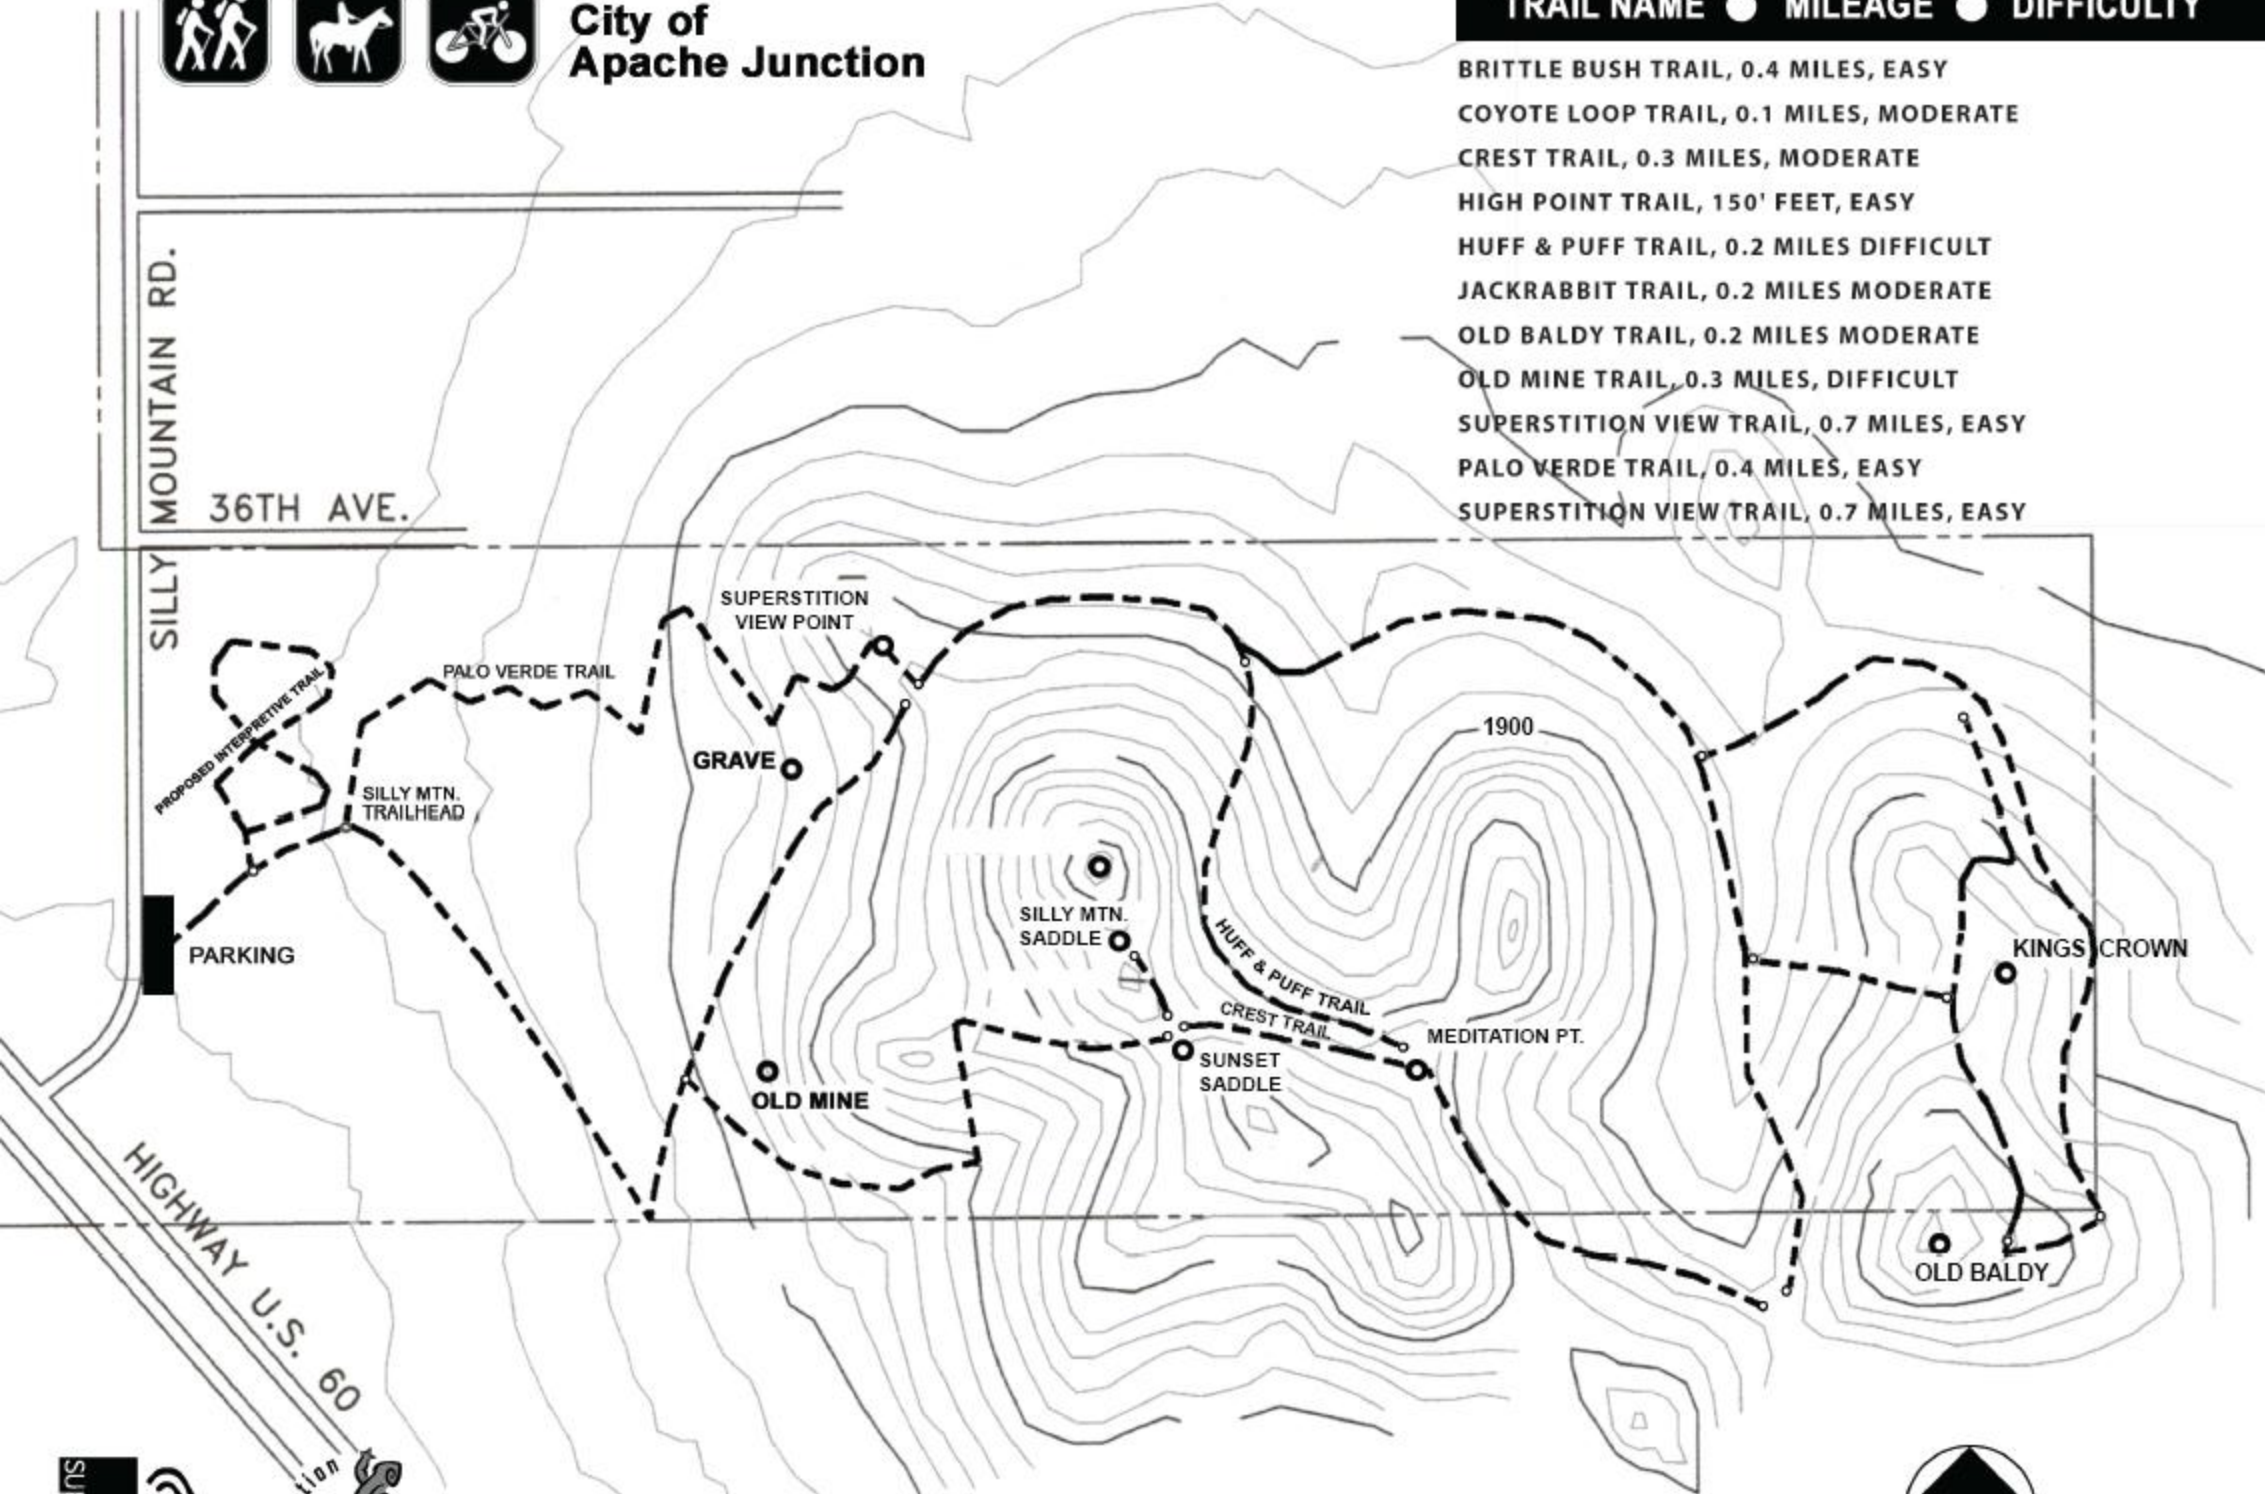 City of
Apache Junction
TRAIL NAME ● MILEAGE ● DIFFICULTY
BRITTLE BUSH TRAIL, 0.4 MILES, EASY
COYOTE LOOP TRAIL, 0.1 MILES, MODERATE
CREST TRAIL, 0.3 MILES, MODERATE
HIGH POINT TRAIL, 150' FEET, EASY
HUFF & PUFF TRAIL, 0.2 MILES DIFFICULT
JACKRABBIT TRAIL, 0.2 MILES MODERATE
OLD BALDY TRAIL, 0.2 MILES MODERATE
OLD MINE TRAIL, 0.3 MILES, DIFFICULT
SUPERSTITION VIEW TRAIL, 0.7 MILES, EASY
PALO VERDE TRAIL, 0.4 MILES, EASY
SUPERSTITION VIEW TRAIL, 0.7 MILES, EASY
SILLY MOUNTAIN RD.
36TH AVE.
SUPERSTITION
VIEW POINT
PALO VERDE TRAIL
PROPOSED INTERPRETIVE TRAIL
GRAVE
1900
SILLY MTN.
TRAILHEAD
PARKING
SILLY MTN.
SADDLE
HUFF & PUFF TRAIL
CREST TRAIL
MEDITATION PT.
KINGS CROWN
SUNSET
SADDLE
OLD MINE
OLD BALDY
HIGHWAY U.S. 60